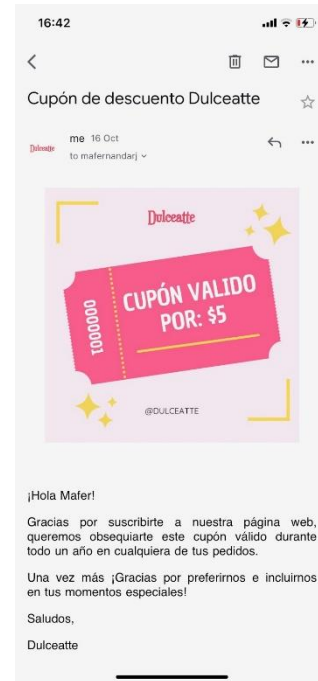 16:42
Cupón de descuento Dulceatte
me 16 Oct
Dulceatte
to mafernandarj
Dulceatte
CUPÓN VALIDO
POR: $5
0000001
@DULCEATTE
¡Hola Mafer!
Gracias por suscribirte a nuestra página web,
queremos obsequiarte este cupón válido durante
todo un año en cualquiera de tus pedidos.
Una vez más ¡Gracias por preferirnos e incluirnos
en tus momentos especiales!
Saludos,
Dulceatte